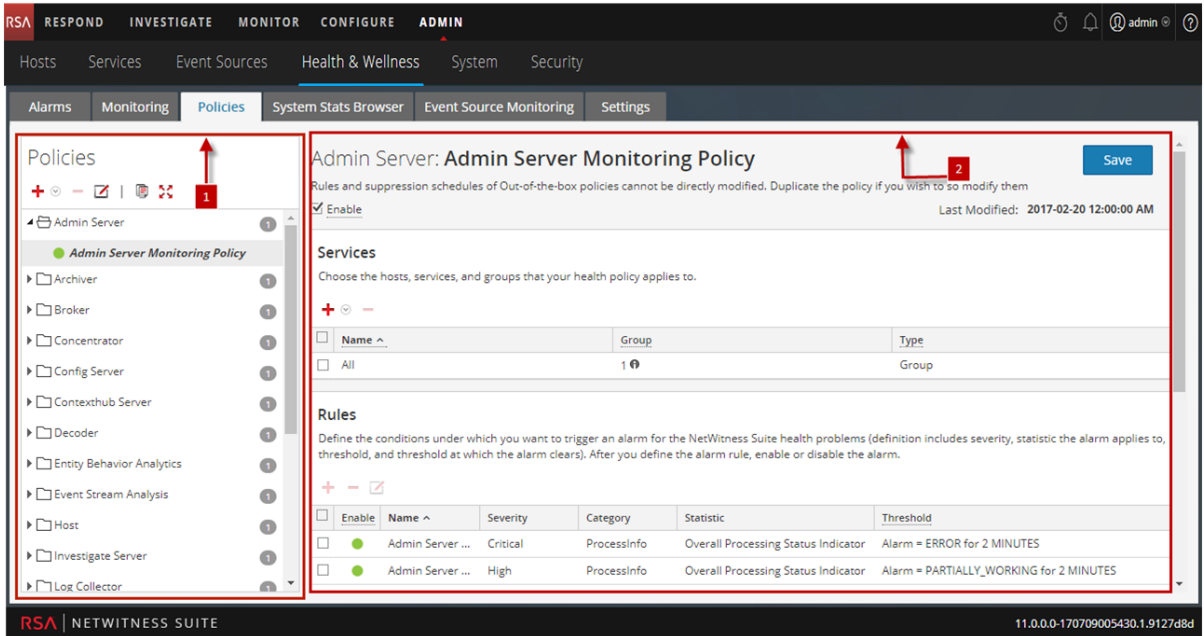 RSA RESPOND INVESTIGATE MONITOR CONFIGURE ADMIN admin
Hosts Services Event Sources Health & Wellness System Security
Alarms Monitoring Policies System Stats Browser Event Source Monitoring Settings
Policies
1
Admin Server 1
Admin Server Monitoring Policy
Archiver 1
Broker 1
Concentrator 1
Config Server 1
Contexthub Server 1
Decoder 1
Entity Behavior Analytics 1
Event Stream Analysis 1
Host 1
Investigate Server 1
Log Collector 1
Admin Server: Admin Server Monitoring Policy
2
Save
Rules and suppression schedules of Out-of-the-box policies cannot be directly modified. Duplicate the policy if you wish to so modify them
Enable
Last Modified: 2017-02-20 12:00:00 AM
Services
Choose the hosts, services, and groups that your health policy applies to.
Name Group Type
All 1 Group
Rules
Define the conditions under which you want to trigger an alarm for the NetWitness Suite health problems (definition includes severity, statistic the alarm applies to,
threshold, and threshold at which the alarm clears). After you define the alarm rule, enable or disable the alarm.
Enable Name Severity Category Statistic Threshold
Admin Server ... Critical ProcessInfo Overall Processing Status Indicator Alarm = ERROR for 2 MINUTES
Admin Server ... High ProcessInfo Overall Processing Status Indicator Alarm = PARTIALLY_WORKING for 2 MINUTES
RSA NETWITNESS SUITE 11.0.0.0-170709005430.1.9127d8d